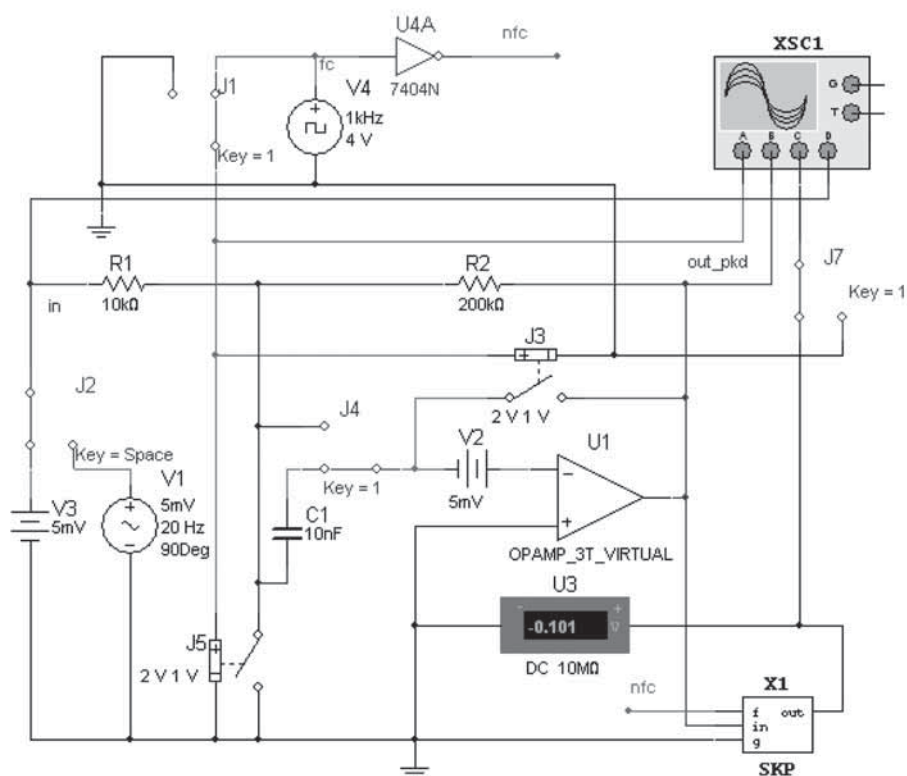 U4A
nfc
XSC1
J1
fc
7404N
V4
1kHz
4 V
G
T
A
B
C
D
Key = 1
R1
10kΩ
in
R2
200kΩ
out_pkd
J7
Key = 1
J3
2 V 1 V
J2
Key = Space
J4
Key = 1
V2
5mV
U1
OPAMP_3T_VIRTUAL
V3
5mV
V1
5mV
20 Hz
90Deg
C1
10nF
U3
-0.101
V
DC 10MΩ
J5
2 V 1 V
nfc
X1
f out
in
g
SKP